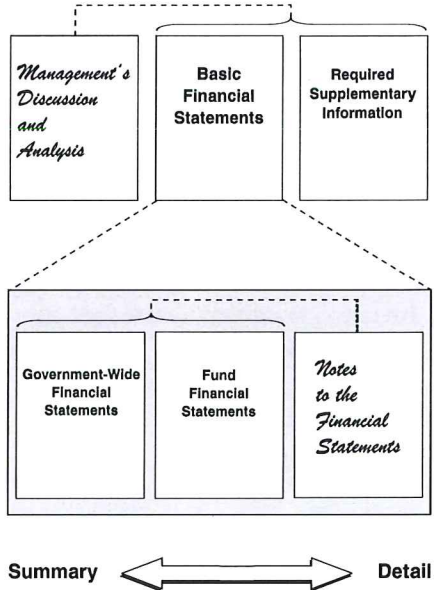 Management's
Discussion
and
Analysis
Basic
Financial
Statements
Required
Supplementary
Information
Government-Wide
Financial
Statements
Fund
Financial
Statements
Notes
to the
Financial
Statements
Summary
Detail